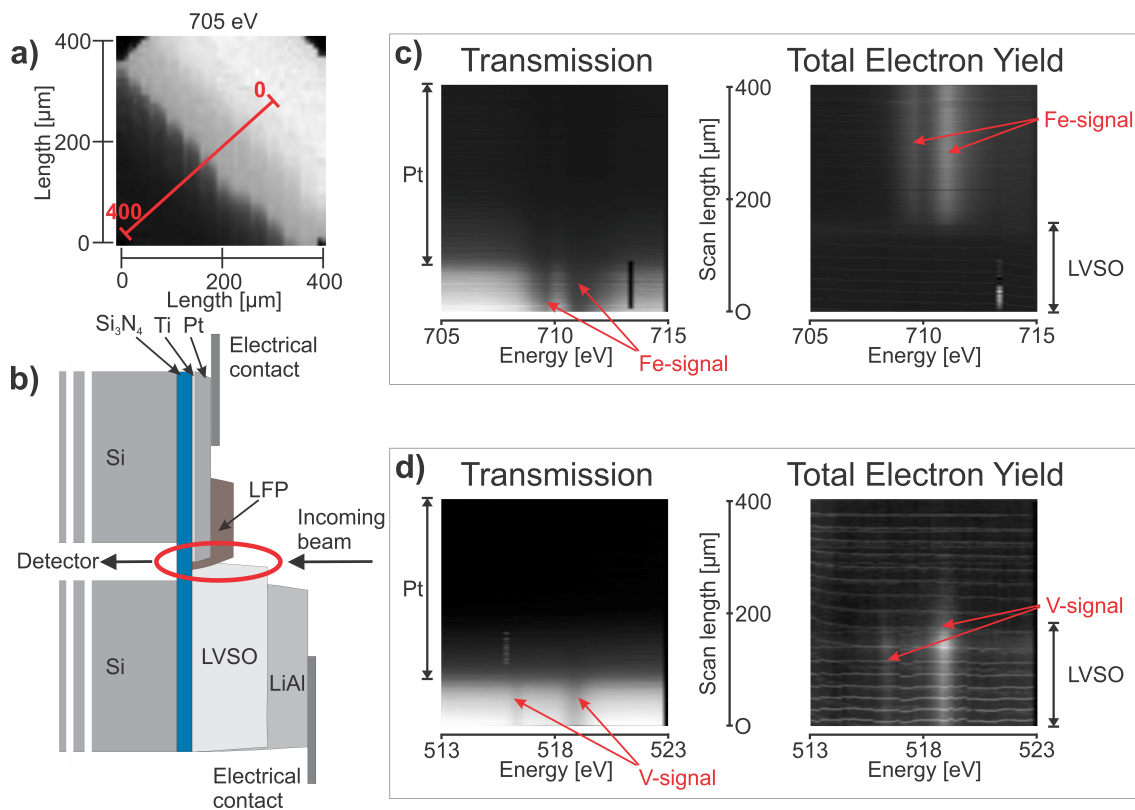 a)
705 eV
400
200
0
Length [µm]
0
400
0
200
400
Length [µm]
b)
Si3N4
Ti
Pt
Electrical
contact
Si
LFP
Incoming
beam
Detector
Si
LVSO
LiAl
Electrical
contact
c)
Transmission
Total Electron Yield
Pt
705
710
715
Energy [eV]
Fe-signal
Scan length [µm]
400
200
O
Fe-signal
LVSO
705
710
715
Energy [eV]
d)
Transmission
Total Electron Yield
Pt
513
518
523
Energy [eV]
V-signal
Scan length [µm]
400
200
O
V-signal
LVSO
513
518
523
Energy [eV]